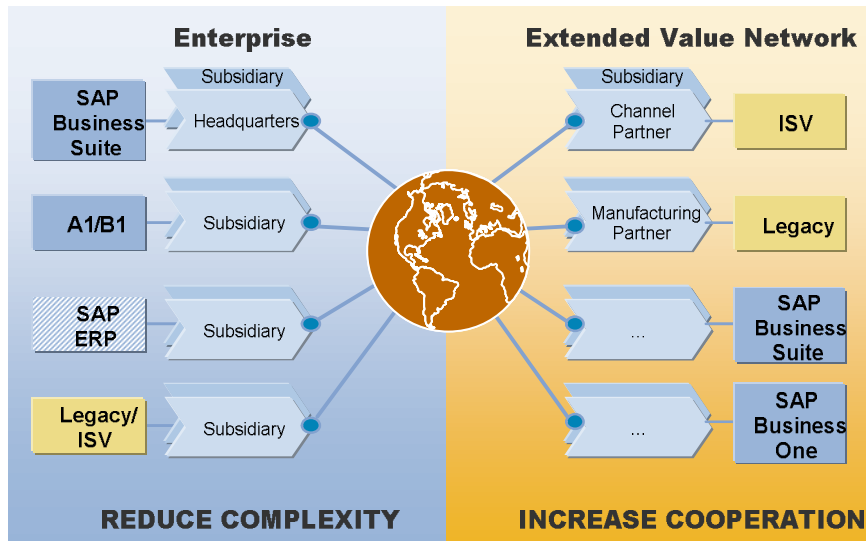 Enterprise
Subsidiary
SAP
Business
Suite
Headquarters
A1/B1
Subsidiary
SAP
ERP
Subsidiary
Legacy/
ISV
Subsidiary
REDUCE COMPLEXITY
Extended Value Network
Subsidiary
Channel
Partner
ISV
Manufacturing
Partner
Legacy
...
SAP
Business
Suite
...
SAP
Business
One
INCREASE COOPERATION